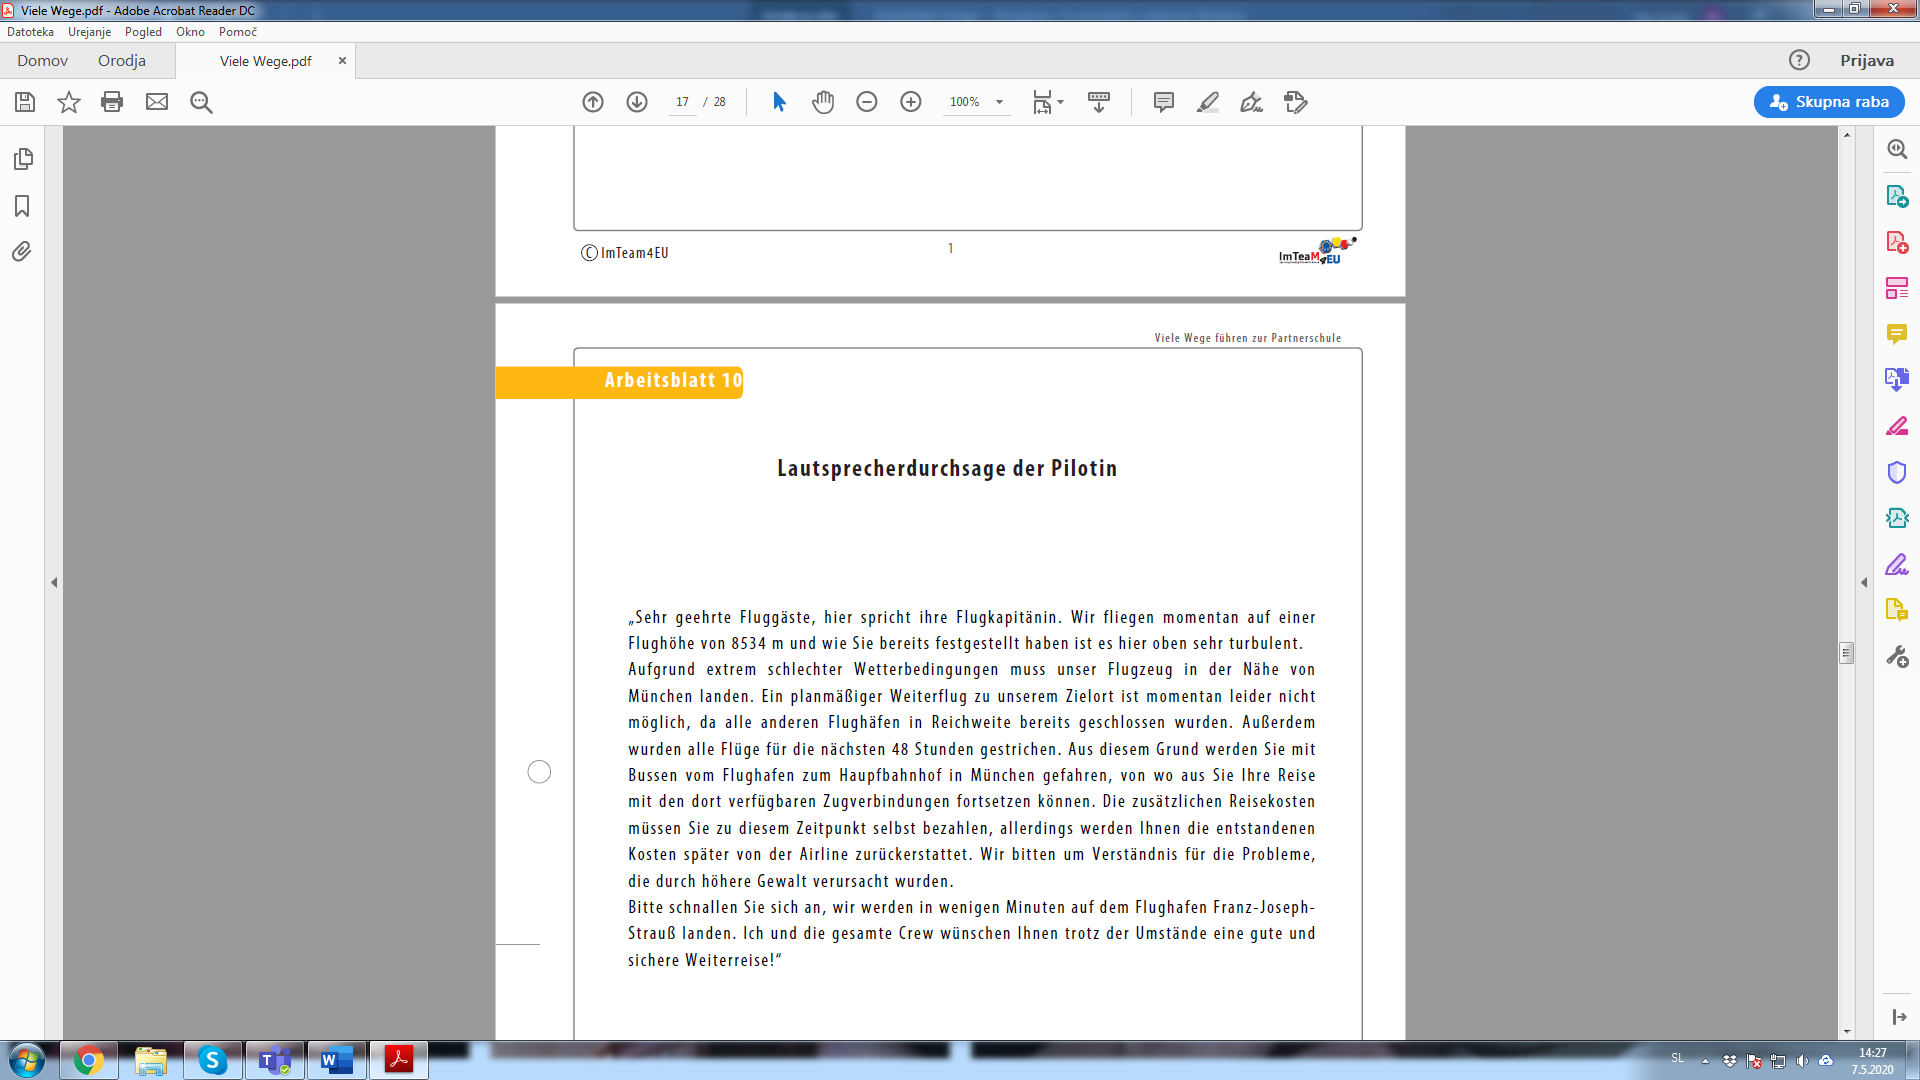 Viele Wege.pdf - Adobe Acrobat Reader DC
Datoteka Urejanje Pogled Okno Pomoč
Domov Orodja Viele Wege.pdf Prijava
17 / 28 100% Skupna raba
© ImTeam4EU 1 ImTeaM4EU
Viele Wege führen zur Partnerschule
Arbeitsblatt 10
Lautsprecherdurchsage der Pilotin
„Sehr geehrte Fluggäste, hier spricht ihre Flugkapitänin. Wir fliegen momentan auf einer
Flughöhe von 8534 m und wie Sie bereits festgestellt haben ist es hier oben sehr turbulent.
Aufgrund extrem schlechter Wetterbedingungen muss unser Flugzeug in der Nähe von
München landen. Ein planmäßiger Weiterflug zu unserem Zielort ist momentan leider nicht
möglich, da alle anderen Flughäfen in Reichweite bereits geschlossen wurden. Außerdem
wurden alle Flüge für die nächsten 48 Stunden gestrichen. Aus diesem Grund werden Sie mit
Bussen vom Flughafen zum Haupfbahnhof in München gefahren, von wo aus Sie Ihre Reise
mit den dort verfügbaren Zugverbindungen fortsetzen können. Die zusätzlichen Reisekosten
müssen Sie zu diesem Zeitpunkt selbst bezahlen, allerdings werden Ihnen die entstandenen
Kosten später von der Airline zurückerstattet. Wir bitten um Verständnis für die Probleme,
die durch höhere Gewalt verursacht wurden.
Bitte schnallen Sie sich an, wir werden in wenigen Minuten auf dem Flughafen Franz-Joseph-
Strauß landen. Ich und die gesamte Crew wünschen Ihnen trotz der Umstände eine gute und
sichere Weiterreise!“
SL 14:27
7.5.2020